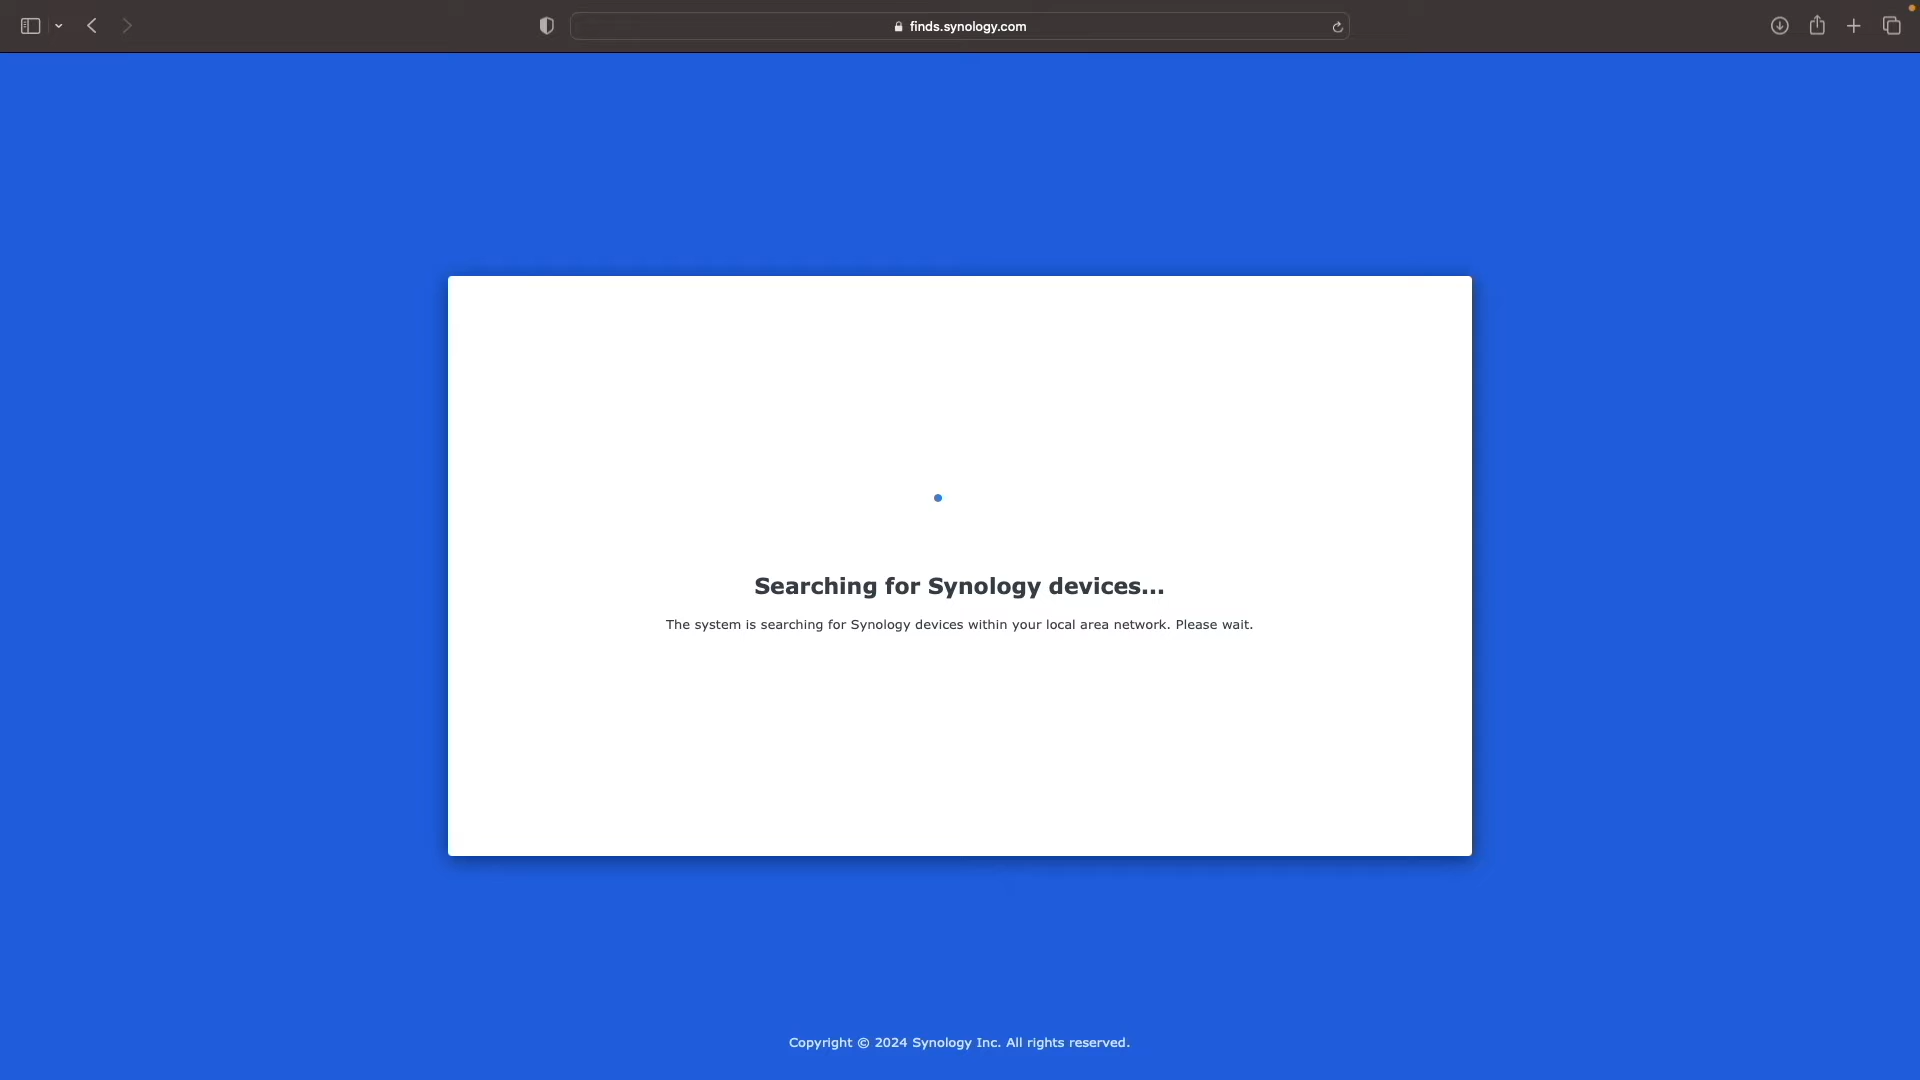 finds.synology.com
Searching for Synology devices...
The system is searching for Synology devices within your local area network. Please wait.
Copyright © 2024 Synology Inc. All rights reserved.